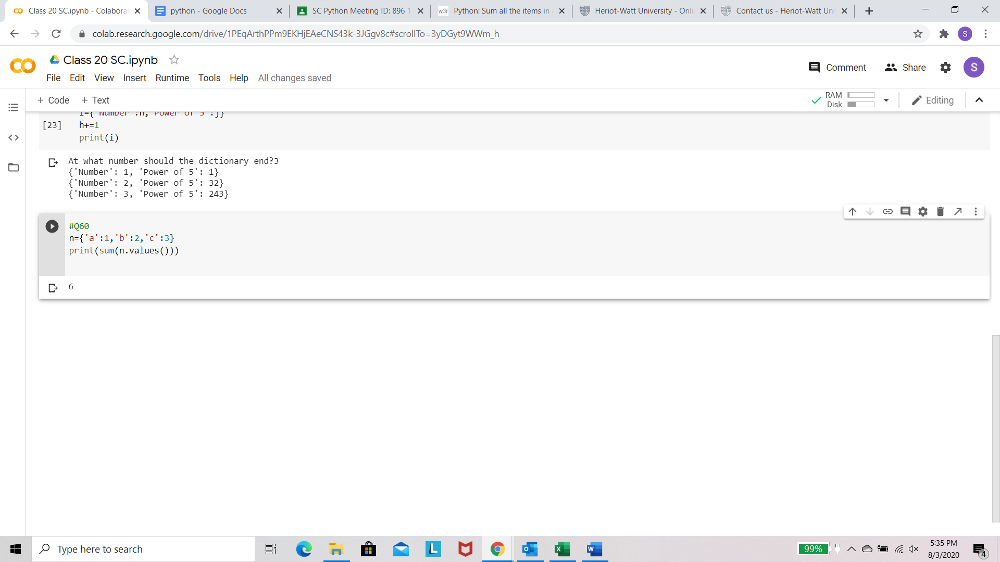 Class 20 SC.ipynb - Colabora
python - Google Docs
SC Python Meeting ID: 896 1
w3r Python: Sum all the items in
Heriot-Watt University - Onli
Contact us - Heriot-Watt Uni
colab.research.google.com/drive/1PEqArthPPm9EKHjEAeCNS43k-3JGgv8c#scrollTo=3yDGyt9WWm_h
S
CO
Class 20 SC.ipynb
Comment
Share
S
File Edit View Insert Runtime Tools Help All changes saved
+ Code + Text
RAM
Disk
Editing
i={'Number':h,'Power of 5':j}
[23] h+=1
print(i)
At what number should the dictionary end?3
{'Number': 1, 'Power of 5': 1}
{'Number': 2, 'Power of 5': 32}
{'Number': 3, 'Power of 5': 243}
#Q60
n={'a':1,'b':2,'c':3}
print(sum(n.values()))
6
Type here to search
99%
5:35 PM
8/3/2020
4